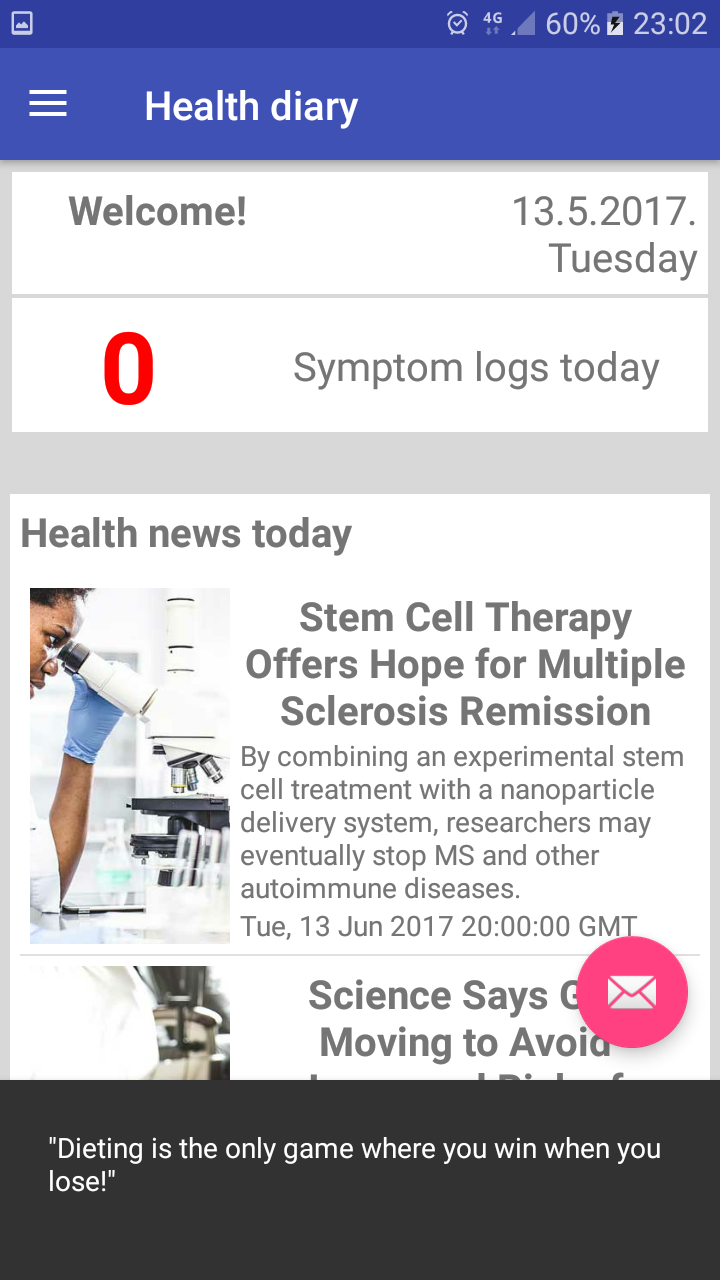 4G 60% 23:02
Health diary
Welcome!
13.5.2017.
Tuesday
0
Symptom logs today
Health news today
Stem Cell Therapy
Offers Hope for Multiple
Sclerosis Remission
By combining an experimental stem
cell treatment with a nanoparticle
delivery system, researchers may
eventually stop MS and other
autoimmune diseases.
Tue, 13 Jun 2017 20:00:00 GMT
Science Says G
Moving to Avoid
"Dieting is the only game where you win when you
lose!"